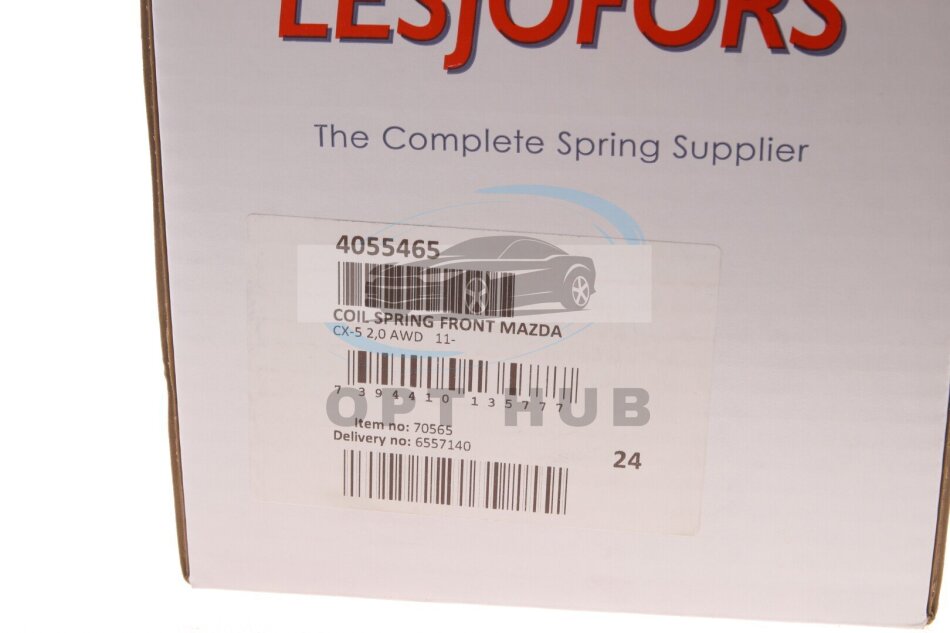 LESJÖFORS
The Complete Spring Supplier
4055465
COIL SPRING FRONT MAZDA
CX-5 2,0 AWD 11-
7 394410 135777
OPT HUB
Item no: 70565
Delivery no: 6557140
24